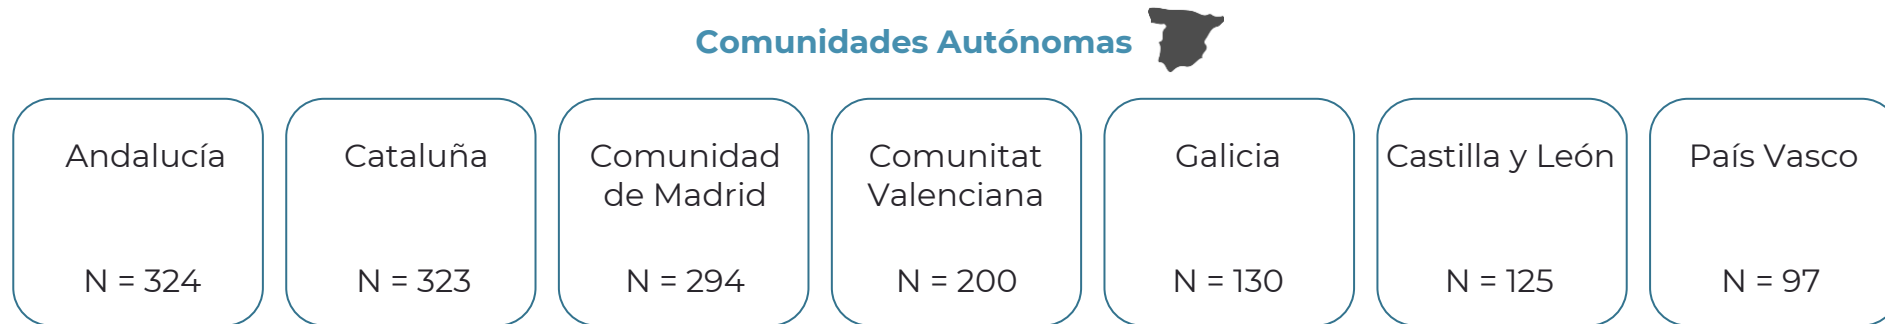 Comunidades Autónomas
Andalucía
N = 324
Cataluña
N = 323
Comunidad
de Madrid
N = 294
Comunitat
Valenciana
N = 200
Galicia
N = 130
Castilla y León
N = 125
País Vasco
N = 97